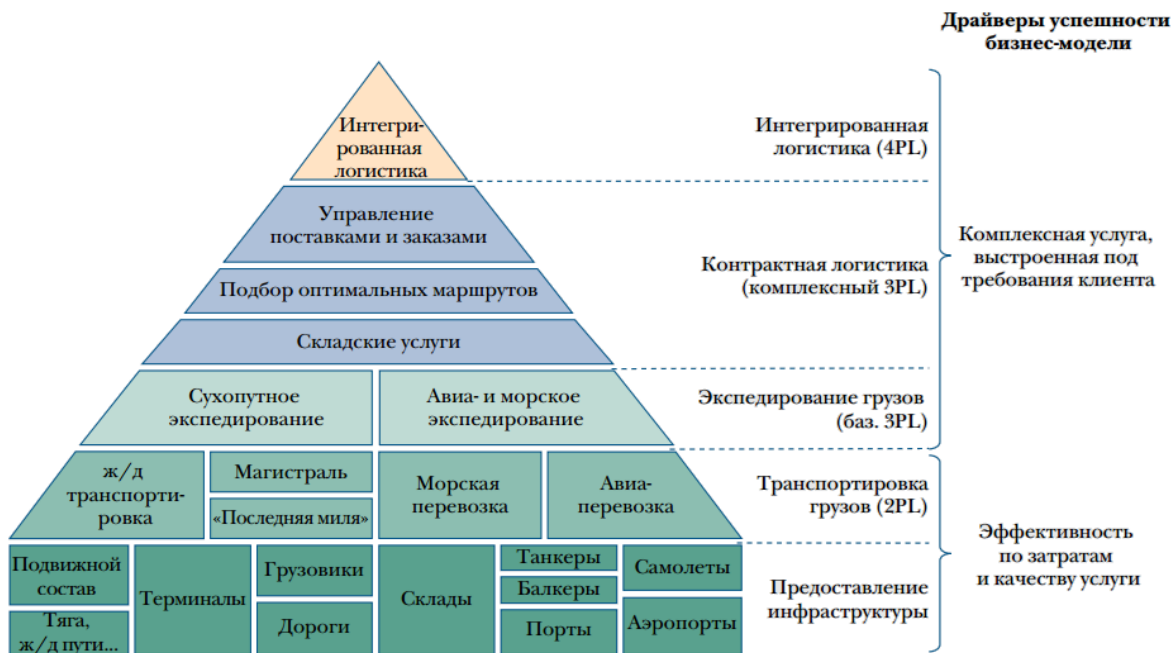 Драйверы успешности
бизнес-модели
Интегри-
рованная
логистика
Интегрированная
логистика (4PL)
Управление
поставками и заказами
Подбор оптимальных маршрутов
Складские услуги
Контрактная логистика
(комплексный 3PL)
Комплексная услуга,
выстроенная под
требования клиента
Сухопутное
экспедирование
Авиа- и морское
экспедирование
Экспедирование грузов
(баз. 3PL)
ж/д
транспорти-
ровка
Магистраль
«Последняя миля»
Морская
перевозка
Авиа-
перевозка
Транспортировка
грузов (2PL)
Эффективность
по затратам
и качеству услуги
Подвижной
состав
Тяга,
ж/д пути...
Терминалы
Грузовики
Дороги
Склады
Танкеры
Балкеры
Порты
Самолеты
Аэропорты
Предоставление
инфраструктуры